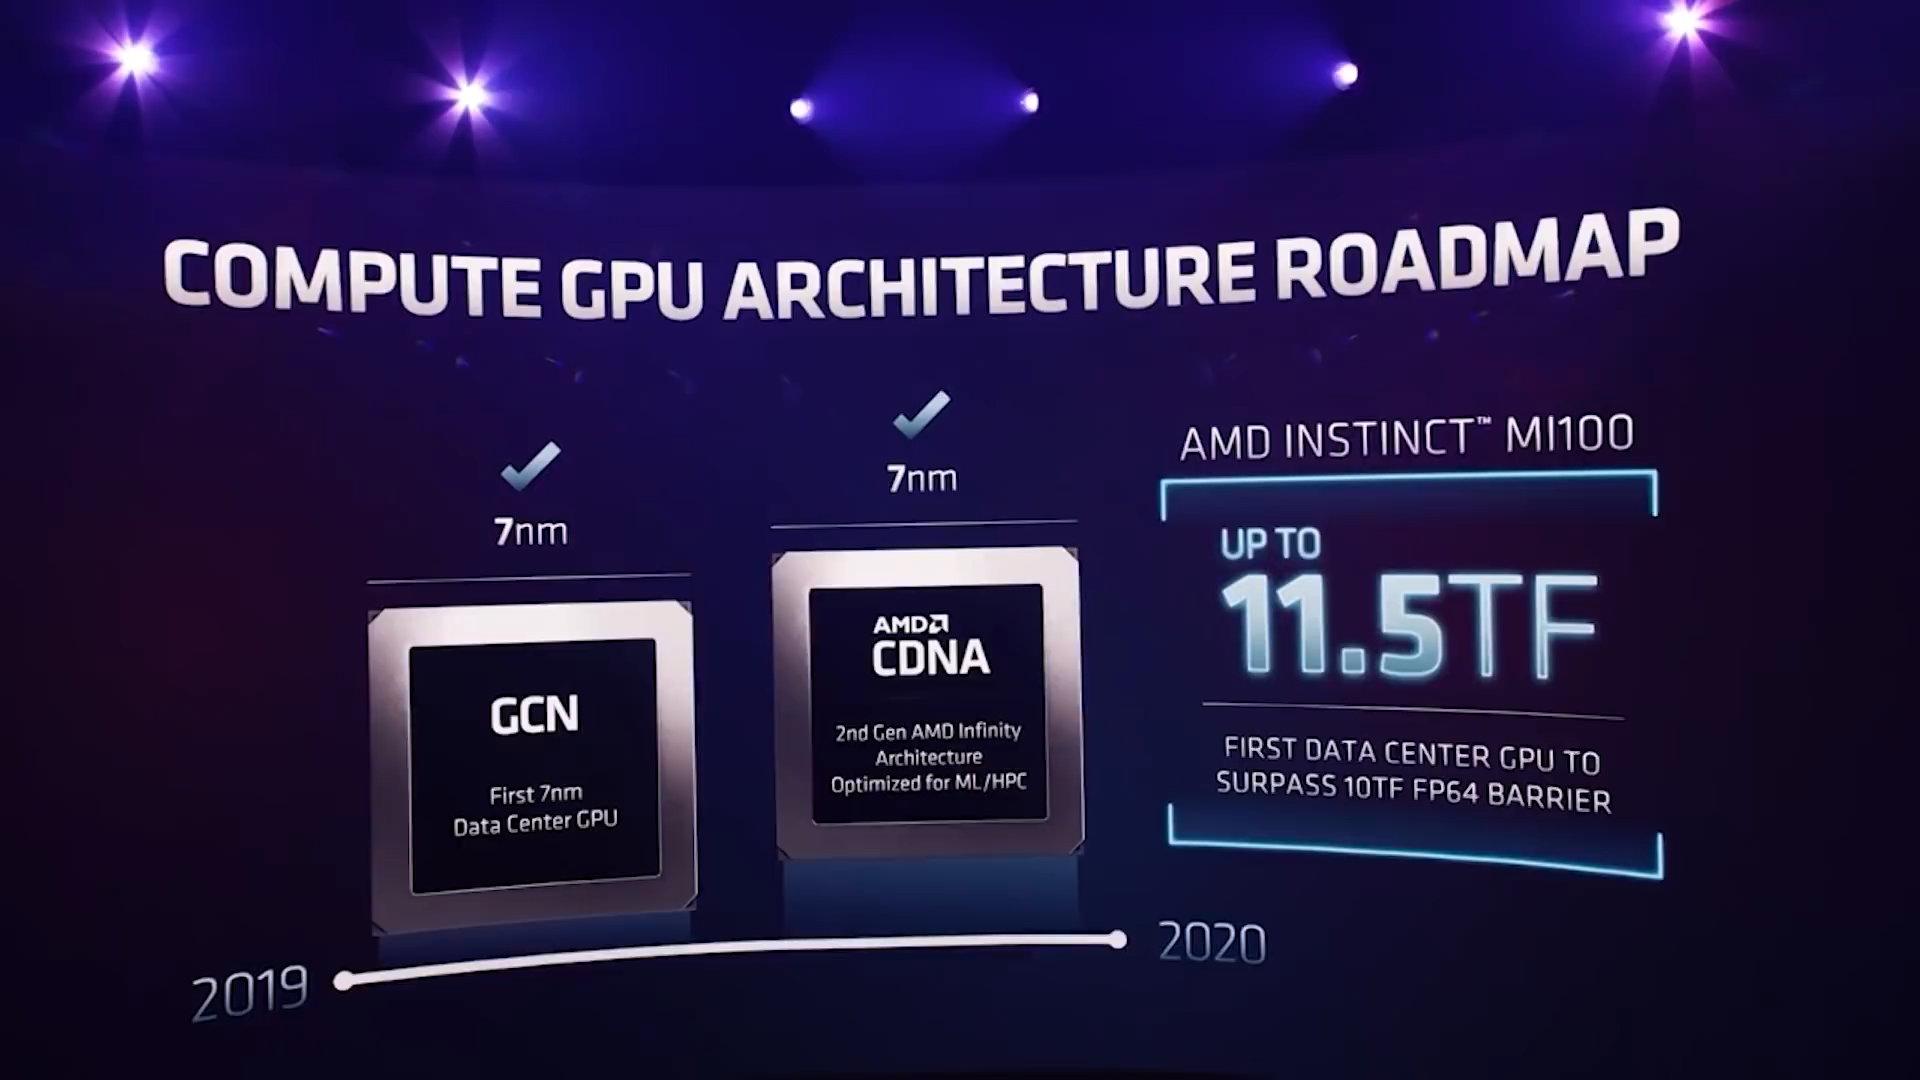 COMPUTE GPU ARCHITECTURE ROADMAP
7nm
GCN
First 7nm
Data Center GPU
7nm
AMD
CDNA
2nd Gen AMD Infinity
Architecture
Optimized for ML/HPC
AMD INSTINCT™ MI100
UP TO
11.5TF
FIRST DATA CENTER GPU TO
SURPASS 10TF FP64 BARRIER
2019
2020